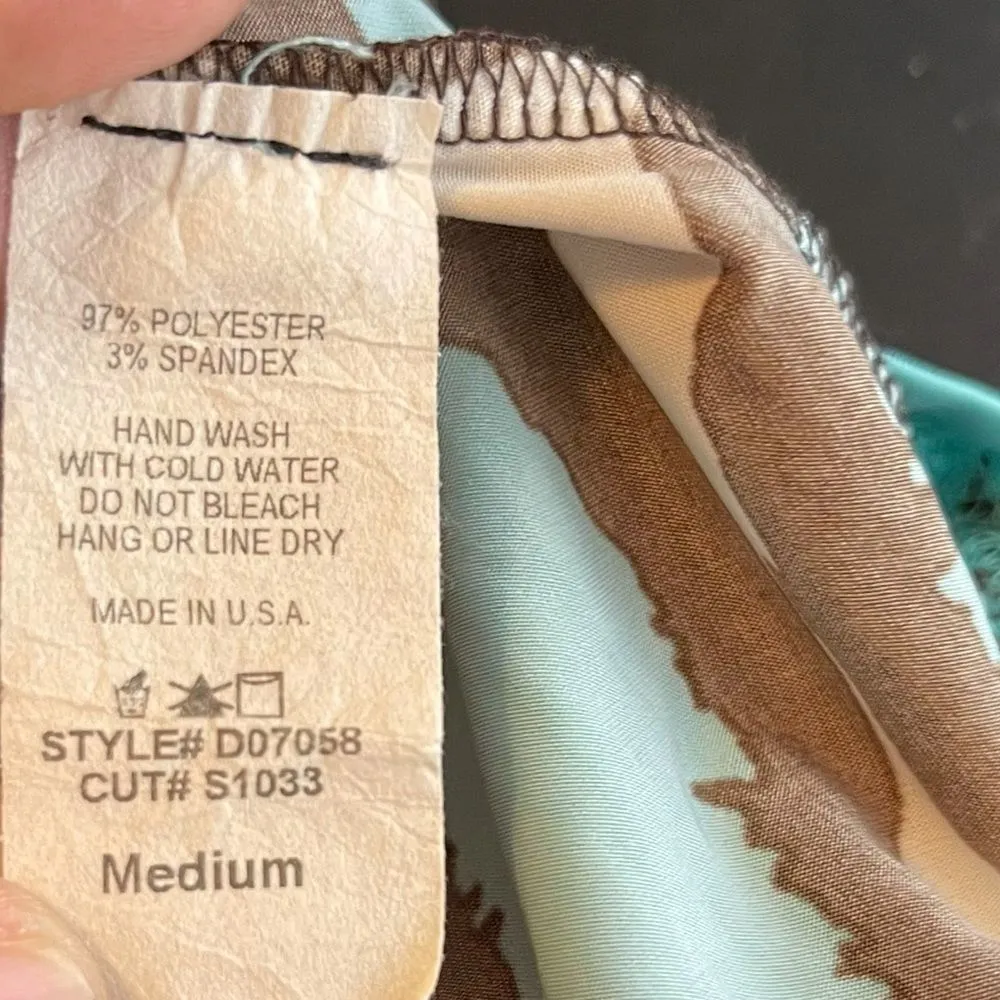 97% POLYESTER
3% SPANDEX
HAND WASH
WITH COLD WATER
DO NOT BLEACH
HANG OR LINE DRY
MADE IN U.S.A.
STYLE# D07058
CUT# S1033
Medium